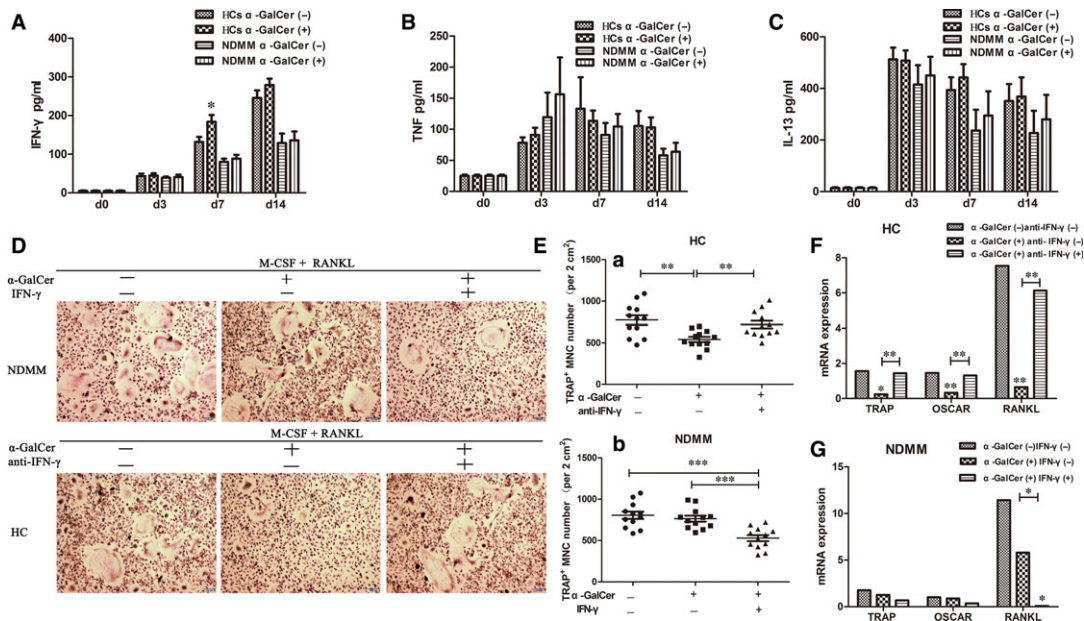 A
HCs α -GalCer (−)
HCs α -GalCer (+)
NDMM α -GalCer (−)
NDMM α -GalCer (+)
IFN-γ pg/ml
400
300
200
100
0
*
d0 d3 d7 d14
B
HCs α -GalCer (−)
HCs α -GalCer (+)
NDMM α -GalCer (−)
NDMM α -GalCer (+)
TNF pg/ml
250
200
150
100
50
0
d0 d3 d7 d14
C
HCs α -GalCer (−)
HCs α -GalCer (+)
NDMM α -GalCer (−)
NDMM α -GalCer (+)
IL-13 pg/ml
600
400
200
0
d0 d3 d7 d14
D
M-CSF + RANKL
α-GalCer − + +
IFN-γ − − +
NDMM
M-CSF + RANKL
α-GalCer − + +
anti-IFN-γ − − +
HC
E
a
HC
TRAP⁺ MNC number (per 2 cm²)
1500
1000
500
0
** **
α -GalCer − + +
anti-IFN-γ − − +
b
NDMM
TRAP⁺ MNC number (per 2 cm²)
1500
1000
500
0
***
***
α -GalCer − + +
IFN-γ − − +
F
HC
α -GalCer (−)anti-IFN-γ (−)
α -GalCer (+) anti- IFN-γ (−)
α -GalCer (+) anti-IFN-γ (+)
mRNA expression
8
6
4
2
0
** ** **
* ** **
TRAP OSCAR RANKL
G
NDMM
α -GalCer (−)IFN-γ (−)
α -GalCer (+) IFN-γ (−)
α -GalCer (+) IFN-γ (+)
mRNA expression
15
10
5
0
*
*
TRAP OSCAR RANKL